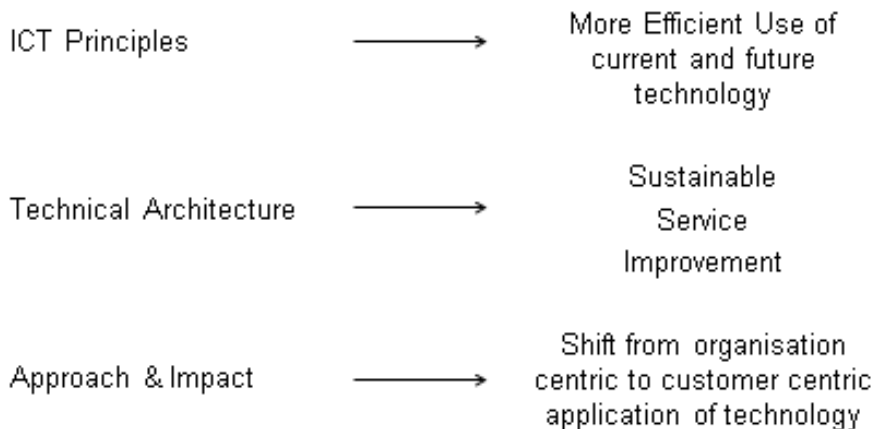 ICT Principles
More Efficient Use of
current and future
technology
Technical Architecture
Sustainable
Service
Improvement
Approach & Impact
Shift from organisation
centric to customer centric
application of technology